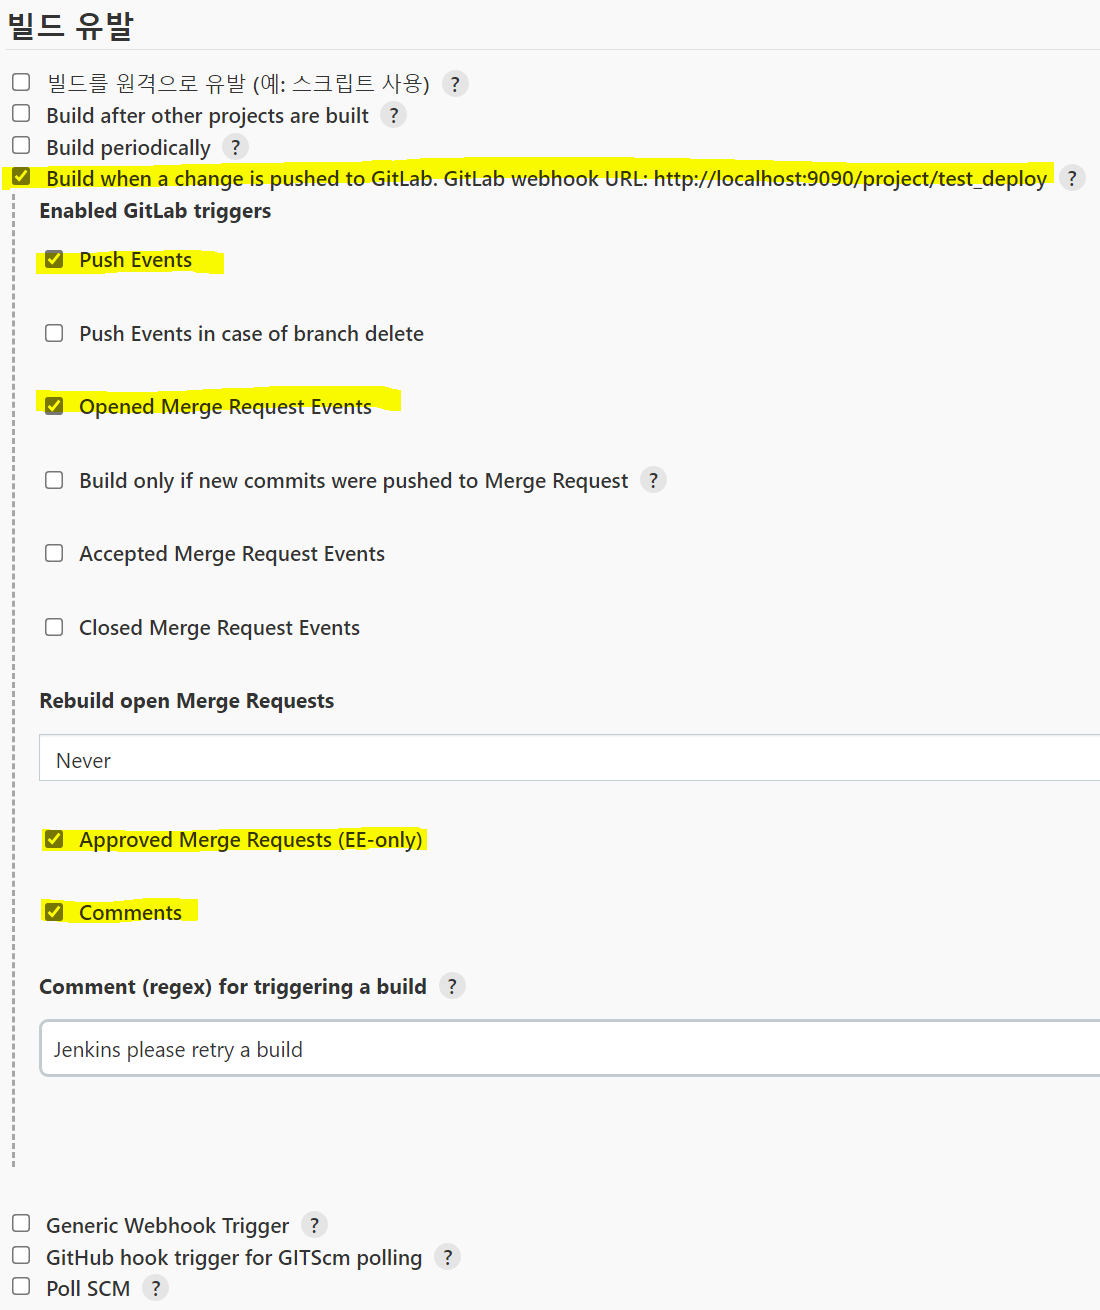 빌드 유발
빌드를 원격으로 유발 (예: 스크립트 사용) ?
Build after other projects are built ?
Build periodically ?
Build when a change is pushed to GitLab. GitLab webhook URL: http://localhost:9090/project/test_deploy ?
Enabled GitLab triggers
Push Events
Push Events in case of branch delete
Opened Merge Request Events
Build only if new commits were pushed to Merge Request ?
Accepted Merge Request Events
Closed Merge Request Events
Rebuild open Merge Requests
Never
Approved Merge Requests (EE-only)
Comments
Comment (regex) for triggering a build ?
Jenkins please retry a build
Generic Webhook Trigger ?
GitHub hook trigger for GITScm polling ?
Poll SCM ?